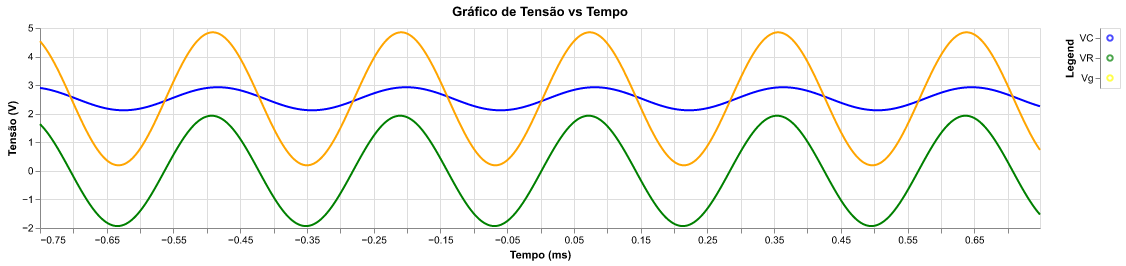 Gráfico de Tensão vs Tempo
5
4
3
2
1
0
−1
−2
Tensão (V)
−0.75 −0.65 −0.55 −0.45 −0.35 −0.25 −0.15 −0.05 0.05 0.15 0.25 0.35 0.45 0.55 0.65
Tempo (ms)
Legend
VC
VR
Vg